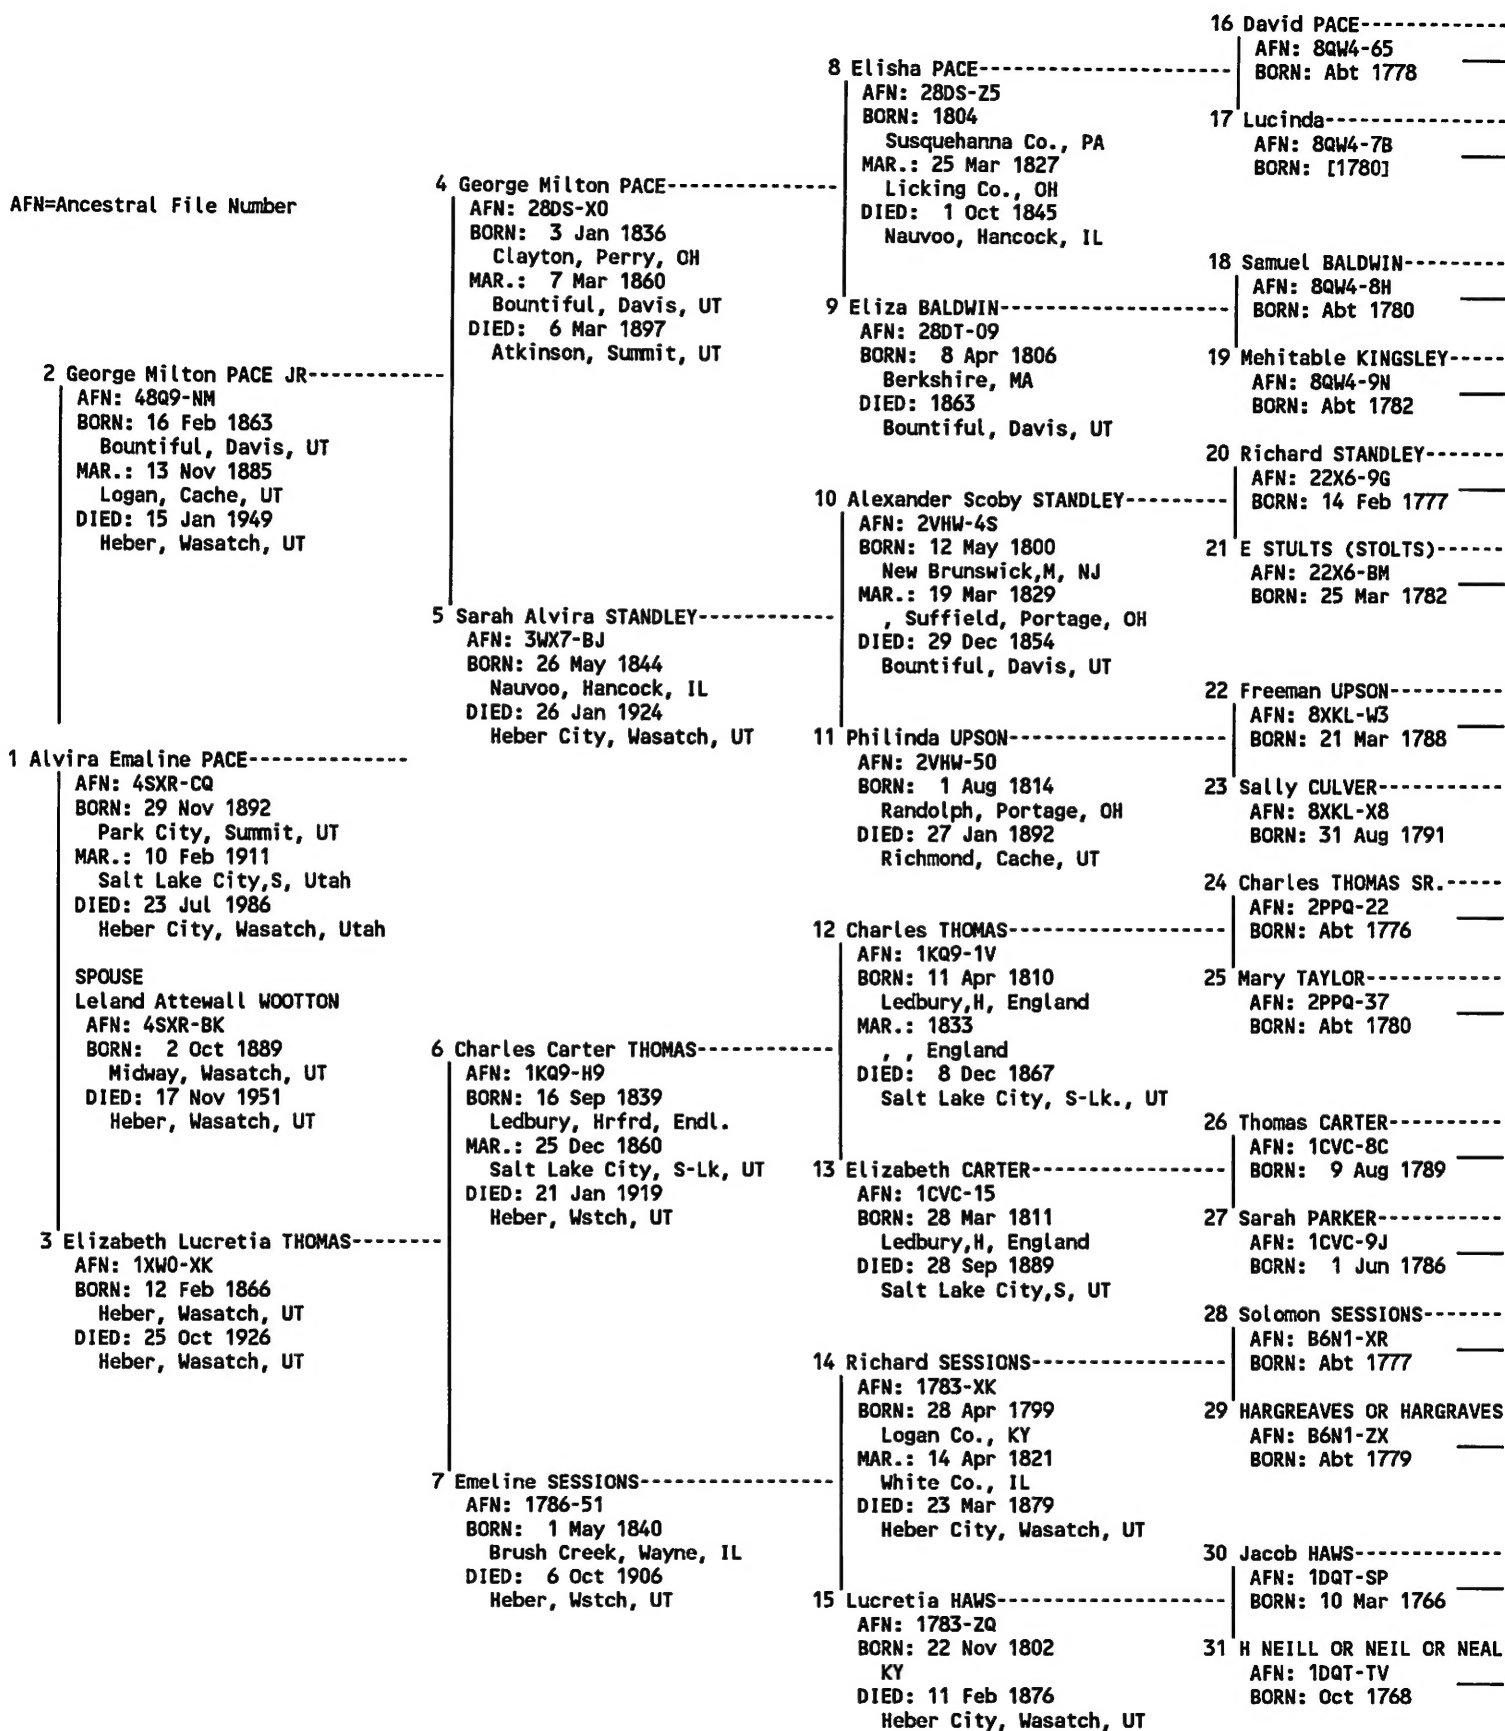 AFN=Ancestral File Number
1 Alvira Emaline PACE--------------
AFN: 4SXR-CQ
BORN: 29 Nov 1892
Park City, Summit, UT
MAR.: 10 Feb 1911
Salt Lake City,S, Utah
DIED: 23 Jul 1986
Heber City, Wasatch, Utah
SPOUSE
Leland Attewall WOOTTON
AFN: 4SXR-BK
BORN: 2 Oct 1889
Midway, Wasatch, UT
DIED: 17 Nov 1951
Heber, Wasatch, UT
2 George Milton PACE JR------------
AFN: 48Q9-NM
BORN: 16 Feb 1863
Bountiful, Davis, UT
MAR.: 13 Nov 1885
Logan, Cache, UT
DIED: 15 Jan 1949
Heber, Wasatch, UT
3 Elizabeth Lucretia THOMAS--------
AFN: 1XW0-XK
BORN: 12 Feb 1866
Heber, Wasatch, UT
DIED: 25 Oct 1926
Heber, Wasatch, UT
4 George Milton PACE---------------
AFN: 28DS-X0
BORN: 3 Jan 1836
Clayton, Perry, OH
MAR.: 7 Mar 1860
Bountiful, Davis, UT
DIED: 6 Mar 1897
Atkinson, Summit, UT
5 Sarah Alvira STANDLEY------------
AFN: 3WX7-BJ
BORN: 26 May 1844
Nauvoo, Hancock, IL
DIED: 26 Jan 1924
Heber City, Wasatch, UT
6 Charles Carter THOMAS------------
AFN: 1KQ9-H9
BORN: 16 Sep 1839
Ledbury, Hrfrd, Endl.
MAR.: 25 Dec 1860
Salt Lake City, S-Lk, UT
DIED: 21 Jan 1919
Heber, Wstch, UT
7 Emeline SESSIONS-----------------
AFN: 1786-51
BORN: 1 May 1840
Brush Creek, Wayne, IL
DIED: 6 Oct 1906
Heber, Wstch, UT
8 Elisha PACE----------------------
AFN: 28DS-Z5
BORN: 1804
Susquehanna Co., PA
MAR.: 25 Mar 1827
Licking Co., OH
DIED: 1 Oct 1845
Nauvoo, Hancock, IL
9 Eliza BALDWIN--------------------
AFN: 28DT-09
BORN: 8 Apr 1806
Berkshire, MA
DIED: 1863
Bountiful, Davis, UT
10 Alexander Scoby STANDLEY---------
AFN: 2VHW-4S
BORN: 12 May 1800
New Brunswick,M, NJ
MAR.: 19 Mar 1829
, Suffield, Portage, OH
DIED: 29 Dec 1854
Bountiful, Davis, UT
11 Philinda UPSON-------------------
AFN: 2VHW-50
BORN: 1 Aug 1814
Randolph, Portage, OH
DIED: 27 Jan 1892
Richmond, Cache, UT
12 Charles THOMAS-------------------
AFN: 1KQ9-1V
BORN: 11 Apr 1810
Ledbury,H, England
MAR.: 1833
, , England
DIED: 8 Dec 1867
Salt Lake City, S-Lk., UT
13 Elizabeth CARTER-----------------
AFN: 1CVC-15
BORN: 28 Mar 1811
Ledbury,H, England
DIED: 28 Sep 1889
Salt Lake City,S, UT
14 Richard SESSIONS-----------------
AFN: 1783-XK
BORN: 28 Apr 1799
Logan Co., KY
MAR.: 14 Apr 1821
White Co., IL
DIED: 23 Mar 1879
Heber City, Wasatch, UT
15 Lucretia HAWS--------------------
AFN: 1783-ZQ
BORN: 22 Nov 1802
KY
DIED: 11 Feb 1876
Heber City, Wasatch, UT
16 David PACE------------
AFN: 8QW4-65
BORN: Abt 1778
17 Lucinda---------------
AFN: 8QW4-7B
BORN: [1780]
18 Samuel BALDWIN--------
AFN: 8QW4-8H
BORN: Abt 1780
19 Mehitable KINGSLEY-----
AFN: 8QW4-9N
BORN: Abt 1782
20 Richard STANDLEY-------
AFN: 22X6-9G
BORN: 14 Feb 1777
21 E STULTS (STOLTS)------
AFN: 22X6-BM
BORN: 25 Mar 1782
22 Freeman UPSON---------
AFN: 8XKL-W3
BORN: 21 Mar 1788
23 Sally CULVER-----------
AFN: 8XKL-X8
BORN: 31 Aug 1791
24 Charles THOMAS SR.-----
AFN: 2PPQ-22
BORN: Abt 1776
25 Mary TAYLOR-----------
AFN: 2PPQ-37
BORN: Abt 1780
26 Thomas CARTER---------
AFN: 1CVC-8C
BORN: 9 Aug 1789
27 Sarah PARKER----------
AFN: 1CVC-9J
BORN: 1 Jun 1786
28 Solomon SESSIONS-------
AFN: B6N1-XR
BORN: Abt 1777
29 HARGREAVES OR HARGRAVES
AFN: B6N1-ZX
BORN: Abt 1779
30 Jacob HAWS------------
AFN: 1DQT-SP
BORN: 10 Mar 1766
31 H NEILL OR NEIL OR NEAL
AFN: 1DQT-TV
BORN: Oct 1768